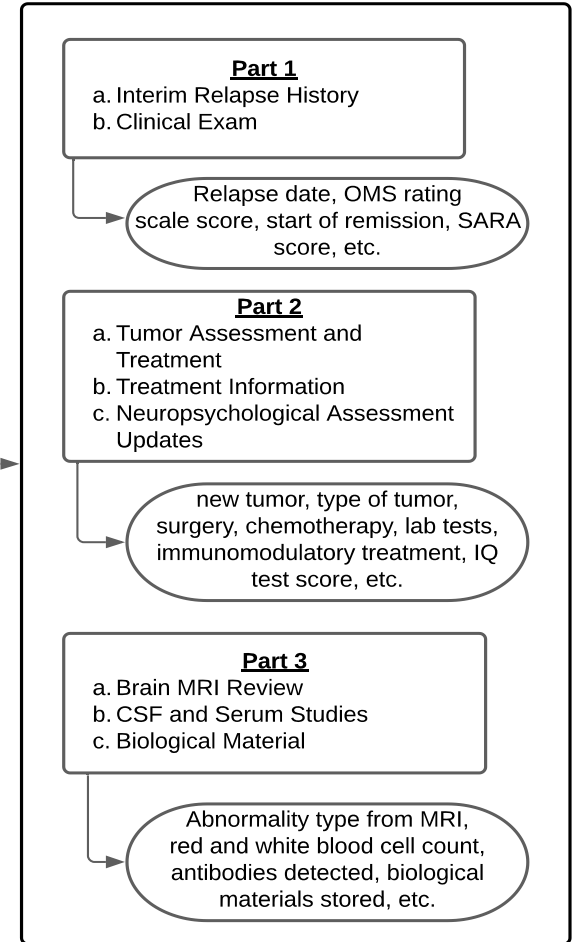 Part 1
a. Interim Relapse History
b. Clinical Exam
Relapse date, OMS rating
scale score, start of remission, SARA
score, etc.
Part 2
a. Tumor Assessment and
Treatment
b. Treatment Information
c. Neuropsychological Assessment
Updates
new tumor, type of tumor,
surgery, chemotherapy, lab tests,
immunomodulatory treatment, IQ
test score, etc.
Part 3
a. Brain MRI Review
b. CSF and Serum Studies
c. Biological Material
Abnormality type from MRI,
red and white blood cell count,
antibodies detected, biological
materials stored, etc.